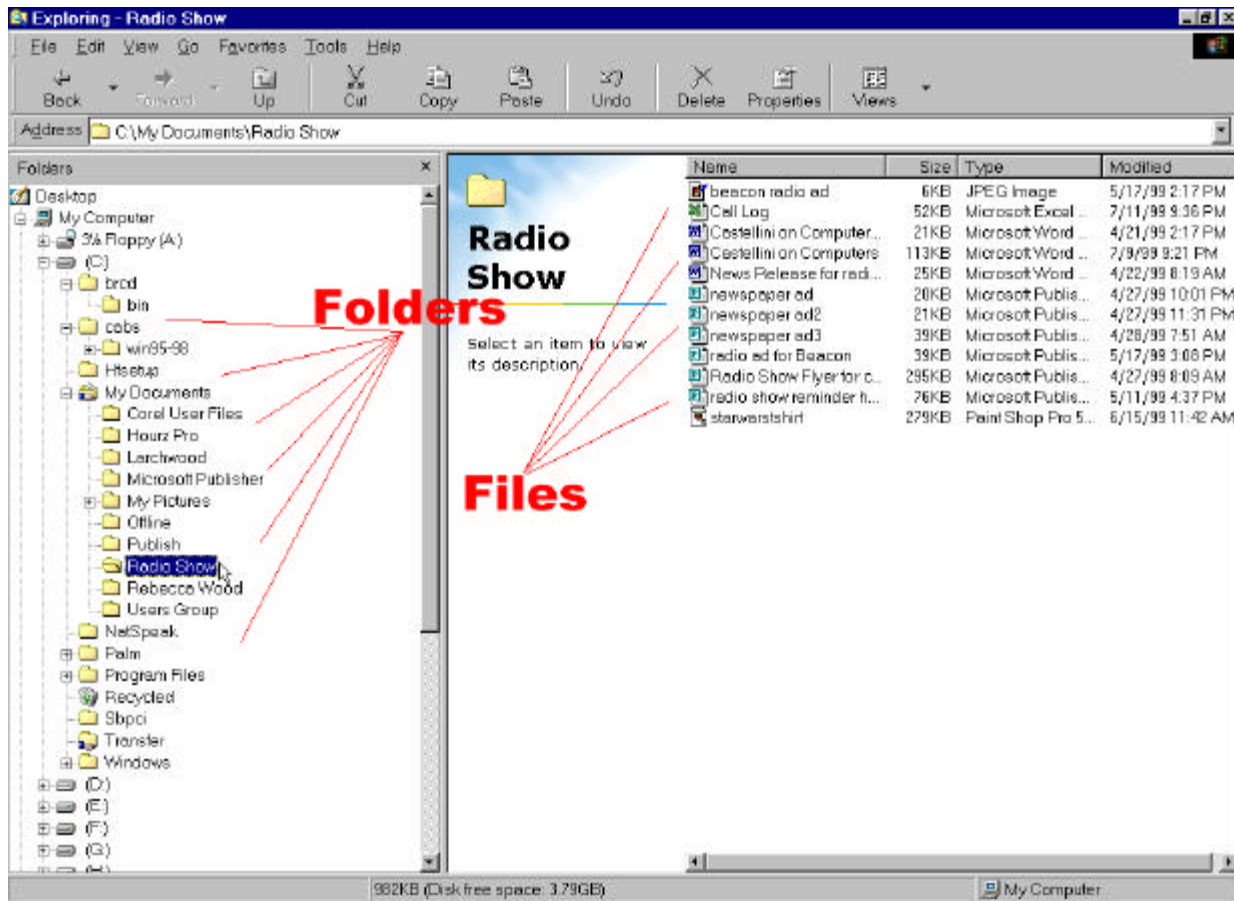 Exploring - Radio Show
File Edit View Go Favorites Tools Help
Back Forward Up Cut Copy Paste Undo Delete Properties Views
Address C:\My Documents\Radio Show
Folders
Desktop
My Computer
3½ Floppy (A:)
(C:)
brcd
bin
cabs
win95-98
Htsetup
My Documents
Corel User Files
Hourz Pro
Larchwood
Microsoft Publisher
My Pictures
Offline
Publish
Radio Show
Rebecca Wood
Users Group
NetSpeak
Palm
Program Files
Recycled
Sbpci
Transfer
Windows
(D:)
(E:)
(F:)
(G:)
(H:)
Folders
Radio
Show
Select an item to view
its description.
Files
Name Size Type Modified
beacon radio ad 6KB JPEG Image 5/17/99 2:17 PM
Call Log 52KB Microsoft Excel ... 7/11/99 9:36 PM
Castellini on Computer... 21KB Microsoft Word ... 4/21/99 2:17 PM
Castellini on Computers 113KB Microsoft Word ... 7/9/99 9:21 PM
News Release for radi... 25KB Microsoft Word ... 4/22/99 8:19 AM
newspaper ad 20KB Microsoft Publis... 4/27/99 10:01 PM
newspaper ad2 21KB Microsoft Publis... 4/27/99 11:31 PM
newspaper ad3 39KB Microsoft Publis... 4/28/99 7:51 AM
radio ad for Beacon 39KB Microsoft Publis... 5/17/99 3:08 PM
Radio Show Flyer for c... 295KB Microsoft Publis... 4/27/99 8:09 AM
radio show reminder h... 76KB Microsoft Publis... 5/11/99 4:37 PM
starwarstshirt 279KB Paint Shop Pro 5... 6/15/99 11:42 AM
982KB (Disk free space: 3.79GB) My Computer